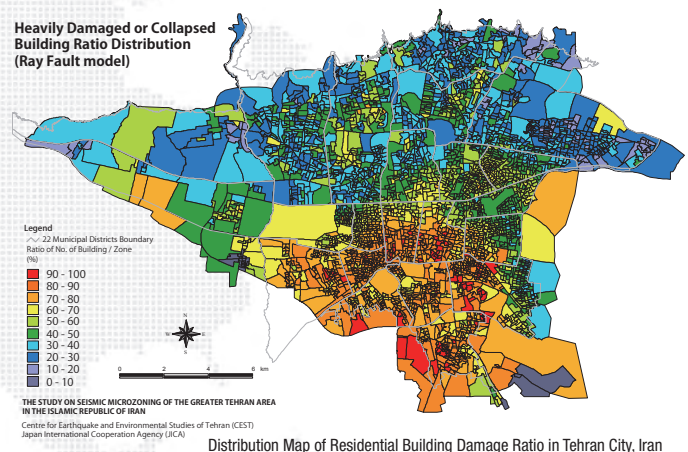 Heavily Damaged or Collapsed
Building Ratio Distribution
(Ray Fault model)
Legend
22 Municipal Districts Boundary
Ratio of No. of Building / Zone
(%)
90 - 100
80 - 90
70 - 80
60 - 70
50 - 60
40 - 50
30 - 40
20 - 30
10 - 20
0 - 10
N
W E
S
0 2 4 6 km
THE STUDY ON SEISMIC MICROZONING OF THE GREATER TEHRAN AREA
IN THE ISLAMIC REPUBLIC OF IRAN
Centre for Earthquake and Environmental Studies of Tehran (CEST)
Japan International Cooperation Agency (JICA)
Distribution Map of Residential Building Damage Ratio in Tehran City, Iran